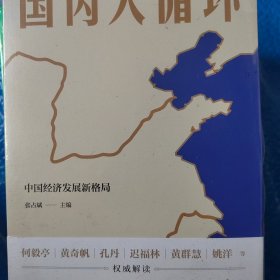 国内大循环
中国经济发展新格局
张占斌 —— 主编
何毅亭 | 黄奇帆 | 孔丹 | 迟福林 | 黄群慧 | 姚洋 等
权威解读